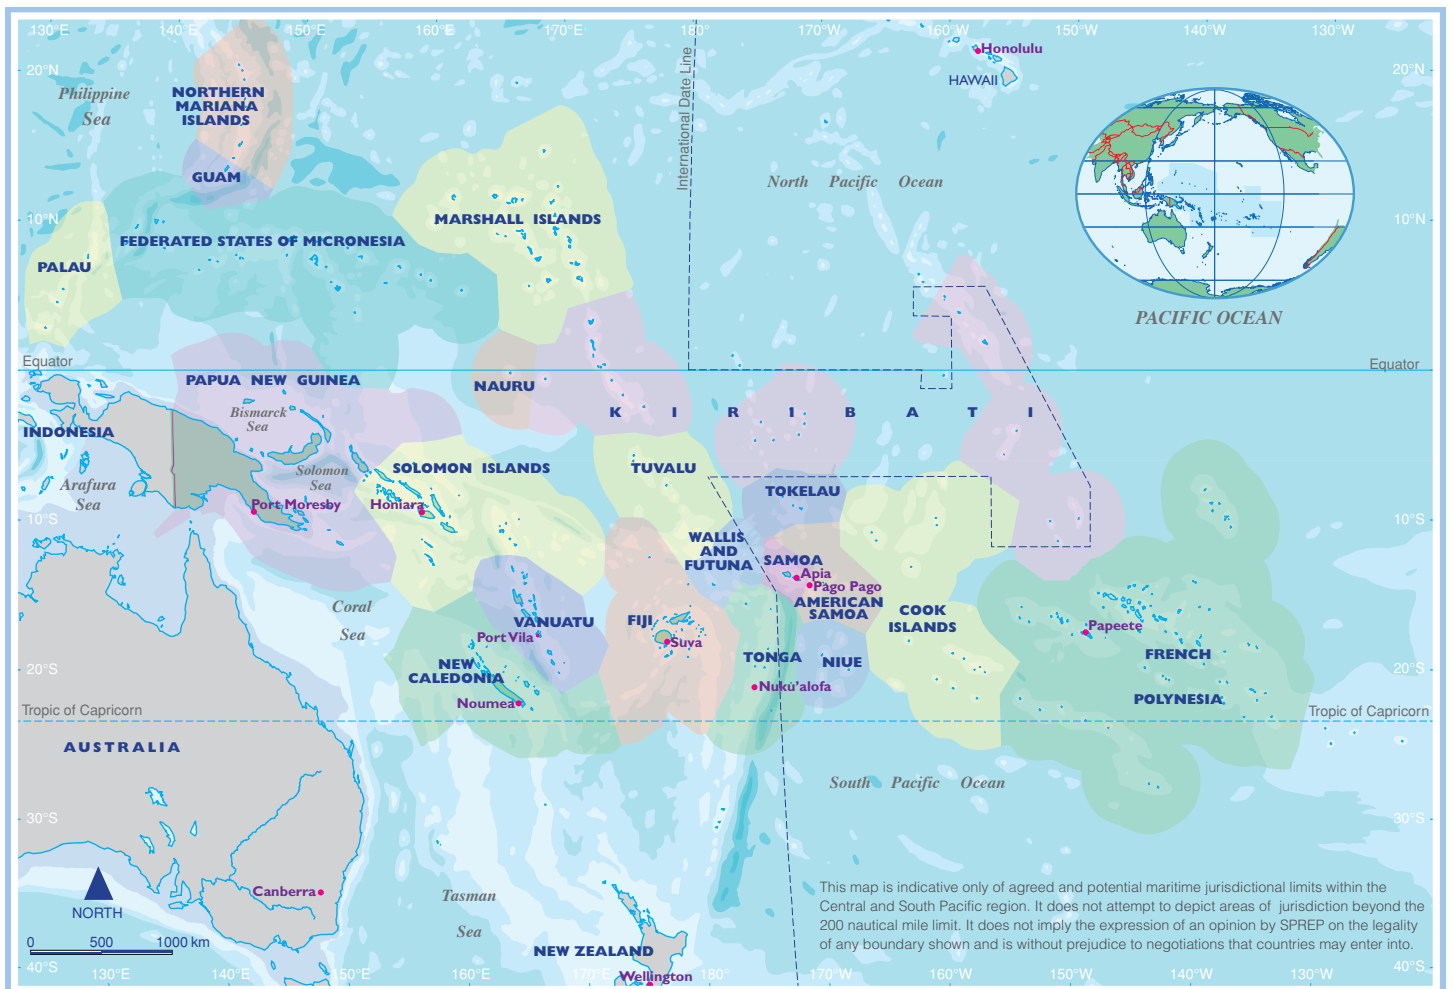 130°E 140°E 150°E 160°E 170°E 180° 170°W 160°W 150°W 140°W 130°W
Honolulu
HAWAII
20°N
20°N
Philippine
Sea
NORTHERN
MARIANA
ISLANDS
International Date Line
GUAM
North Pacific Ocean
10°N
10°N
MARSHALL ISLANDS
FEDERATED STATES OF MICRONESIA
PALAU
PACIFIC OCEAN
Equator
Equator
PAPUA NEW GUINEA
NAURU
Bismarck
Sea
K I R I B A T I
INDONESIA
Solomon
Sea
SOLOMON ISLANDS
TUVALU
Arafura
Sea
TOKELAU
Port Moresby
Honiara
10°S
10°S
WALLIS
AND
FUTUNA
SAMOA
Apia
Pago Pago
AMERICAN
SAMOA
Coral
Sea
COOK
ISLANDS
VANUATU
Port Vila
FIJI
Suva
Papeete
NEW
CALEDONIA
TONGA
NIUE
FRENCH
POLYNESIA
20°S
20°S
Nuku'alofa
Noumea
Tropic of Capricorn
Tropic of Capricorn
AUSTRALIA
South Pacific Ocean
30°S
30°S
Canberra
NORTH
Tasman
Sea
This map is indicative only of agreed and potential maritime jurisdictional limits within the
Central and South Pacific region. It does not attempt to depict areas of jurisdiction beyond the
200 nautical mile limit. It does not imply the expression of an opinion by SPREP on the legality
of any boundary shown and is without prejudice to negotiations that countries may enter into.
0 500 1000 km
NEW ZEALAND
Wellington
40°S
40°S
130°E 140°E 150°E 160°E 170°E 180° 170°W 160°W 150°W 140°W 130°W